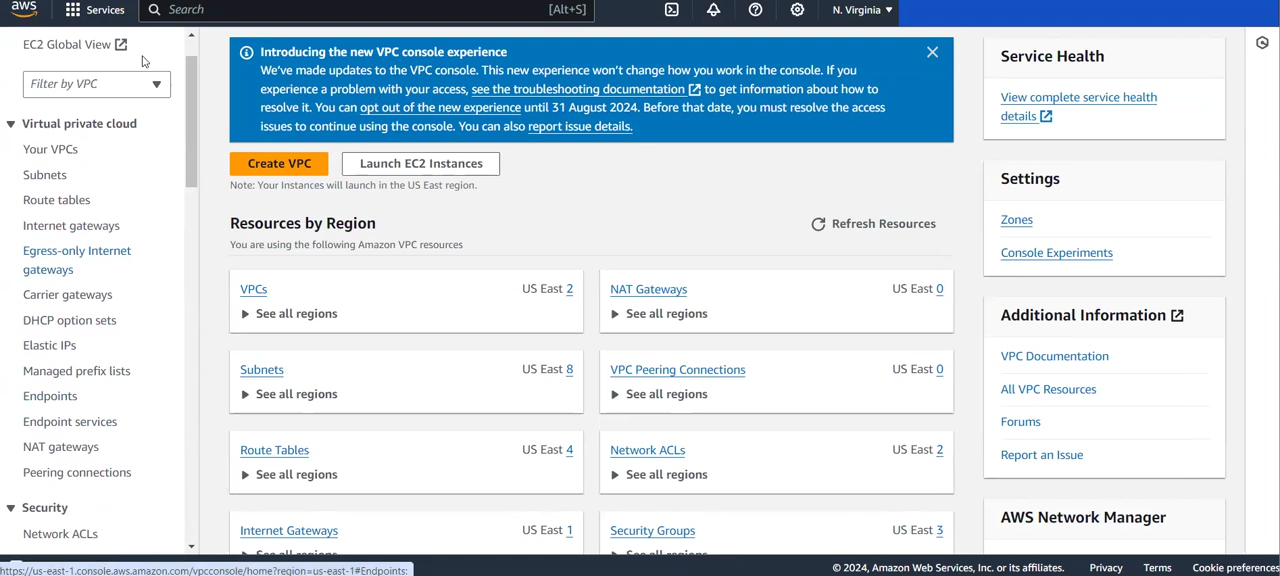 aws
Services
Search
[Alt+S]
N. Virginia
EC2 Global View
Filter by VPC
Virtual private cloud
Your VPCs
Subnets
Route tables
Internet gateways
Egress-only Internet
gateways
Carrier gateways
DHCP option sets
Elastic IPs
Managed prefix lists
Endpoints
Endpoint services
NAT gateways
Peering connections
Security
Network ACLs
https://us-east-1.console.aws.amazon.com/vpcconsole/home?region=us-east-1#Endpoints:
Introducing the new VPC console experience
We've made updates to the VPC console. This new experience won't change how you work in the console. If you
experience a problem with your access, see the troubleshooting documentation to get information about how to
resolve it. You can opt out of the new experience until 31 August 2024. Before that date, you must resolve the access
issues to continue using the console. You can also report issue details.
Create VPC
Launch EC2 Instances
Note: Your Instances will launch in the US East region.
Resources by Region
Refresh Resources
You are using the following Amazon VPC resources
VPCs US East 2
See all regions
NAT Gateways US East 0
See all regions
Subnets US East 8
See all regions
VPC Peering Connections US East 0
See all regions
Route Tables US East 4
See all regions
Network ACLs US East 2
See all regions
Internet Gateways US East 1
See all regions
Security Groups US East 3
See all regions
Service Health
View complete service health
details
Settings
Zones
Console Experiments
Additional Information
VPC Documentation
All VPC Resources
Forums
Report an Issue
AWS Network Manager
© 2024, Amazon Web Services, Inc. or its affiliates.
Privacy
Terms
Cookie preferences